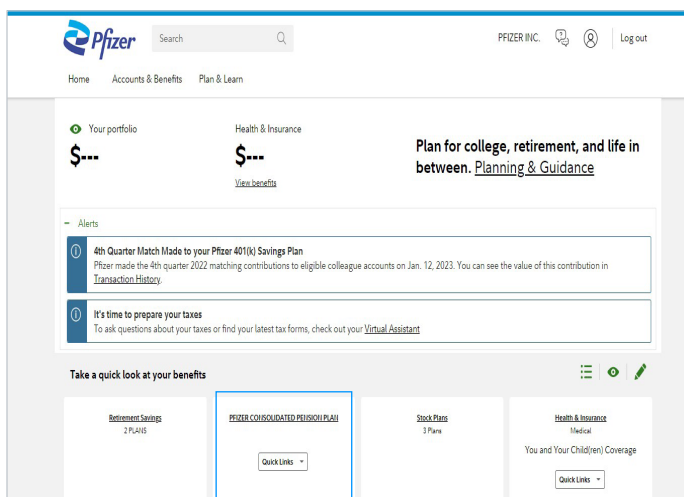 Pfizer
Search
PFIZER INC.
Log out
Home Accounts & Benefits Plan & Learn
Your portfolio
$---
Health & Insurance
$---
View benefits
Plan for college, retirement, and life in
between. Planning & Guidance
Alerts
4th Quarter Match Made to your Pfizer 401(k) Savings Plan
Pfizer made the 4th quarter 2022 matching contributions to eligible colleague accounts on Jan. 12, 2023. You can see the value of this contribution in
Transaction History.
It's time to prepare your taxes
To ask questions about your taxes or find your latest tax forms, check out your Virtual Assistant
Take a quick look at your benefits
Retirement Savings
2 PLANS
PFIZER CONSOLIDATED PENSION PLAN
Quick Links
Stock Plans
3 Plans
Health & Insurance
Medical
You and Your Child(ren) Coverage
Quick Links